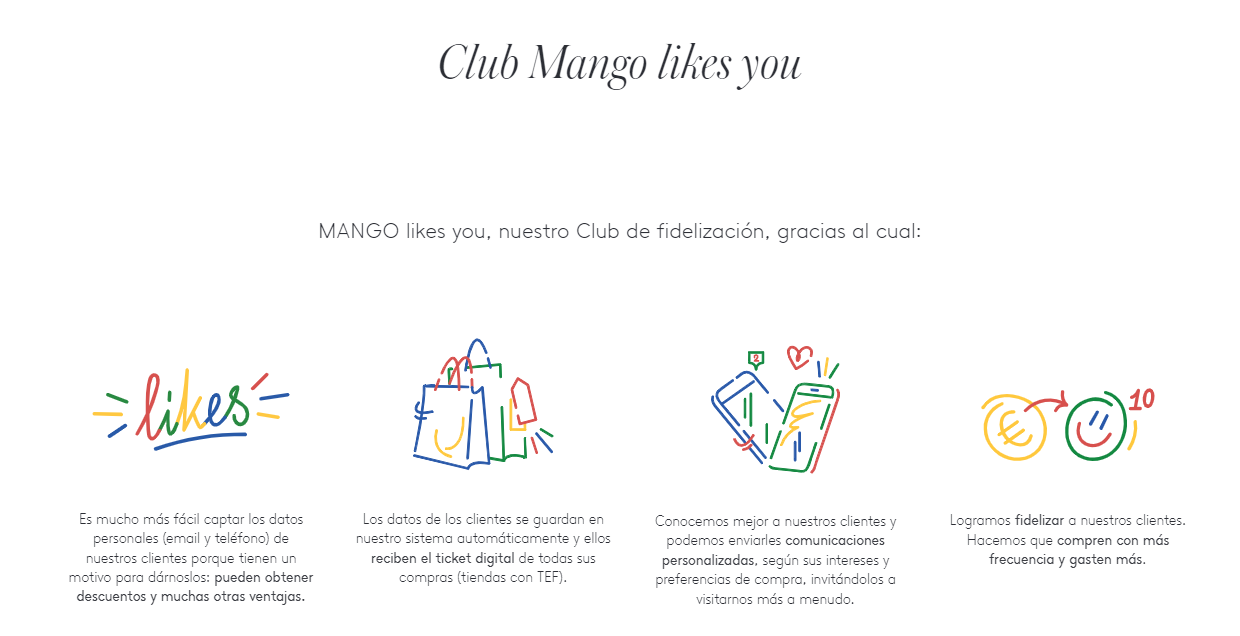 Club Mango likes you
MANGO likes you, nuestro Club de fidelización, gracias al cual:
likes
2
€
10
Es mucho más fácil captar los datos
personales (email y teléfono) de
nuestros clientes porque tienen un
motivo para dárnoslos: pueden obtener
descuentos y muchas otras ventajas.
Los datos de los clientes se guardan en
nuestro sistema automáticamente y ellos
reciben el ticket digital de todas sus
compras (tiendas con TEF).
Conocemos mejor a nuestros clientes y
podemos enviarles comunicaciones
personalizadas, según sus intereses y
preferencias de compra, invitándolos a
visitarnos más a menudo.
Logramos fidelizar a nuestros clientes.
Hacemos que compren con más
frecuencia y gasten más.